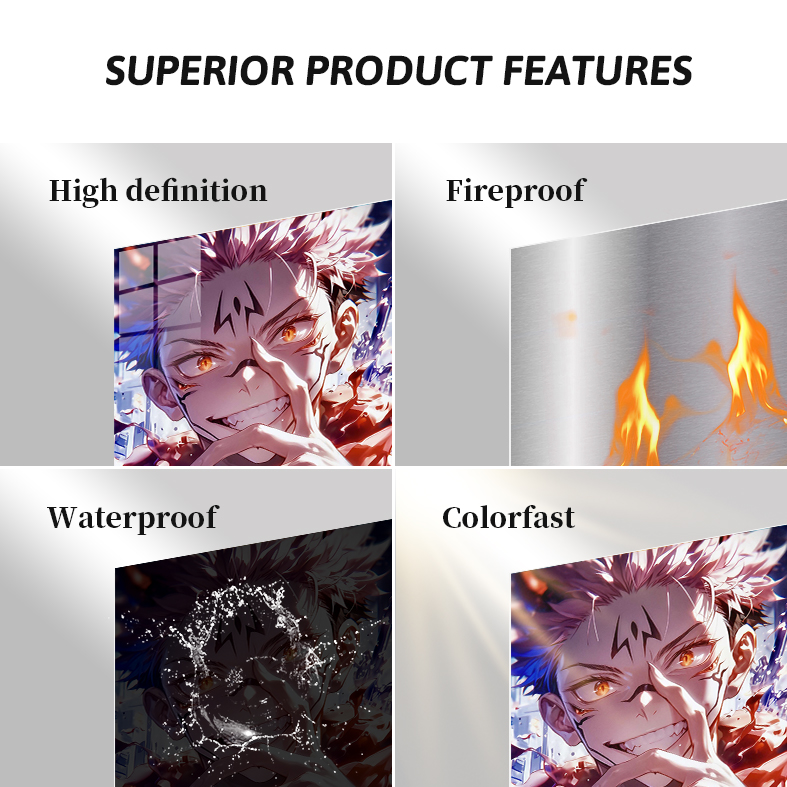 SUPERIOR PRODUCT FEATURES
High definition
Fireproof
Waterproof
Colorfast